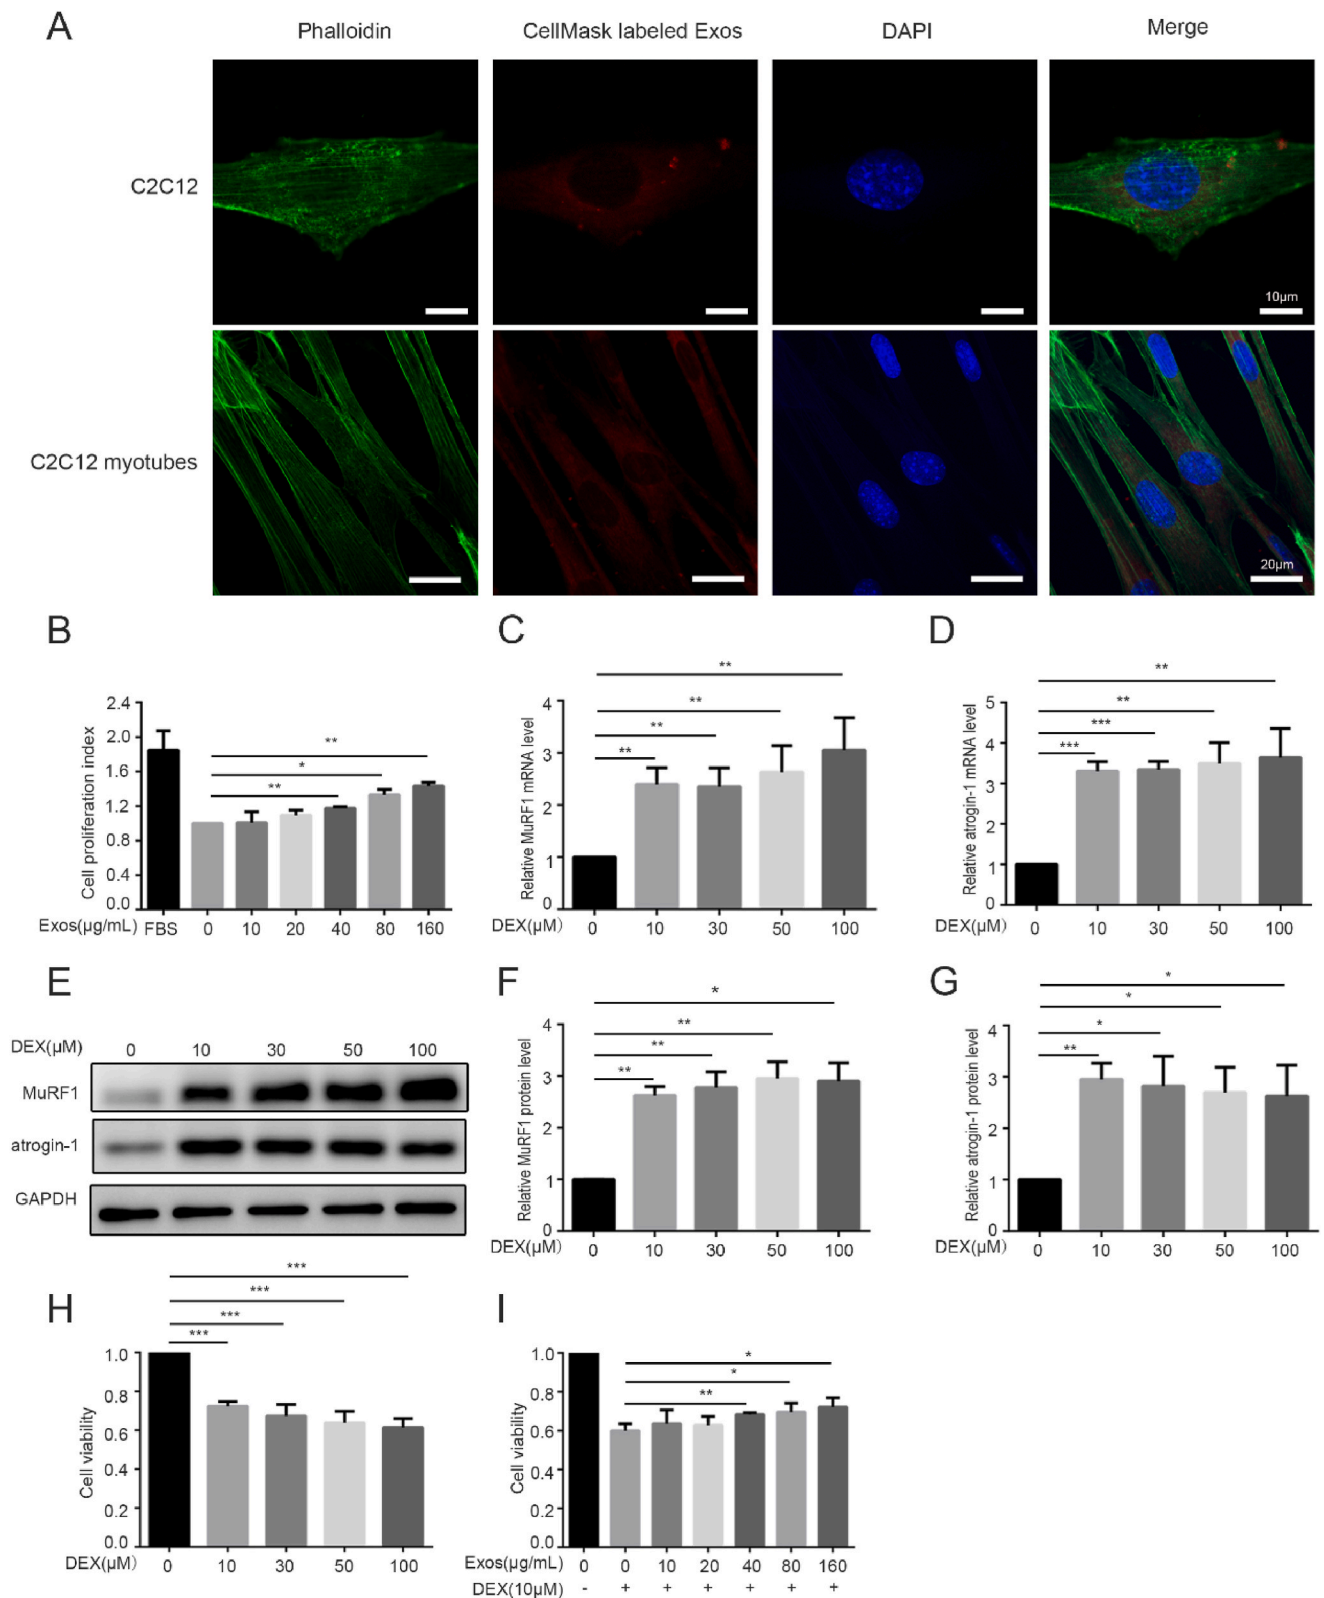 A
Phalloidin CellMask labeled Exos DAPI Merge
C2C12
10μm
C2C12 myotubes
20μm
B
Cell proliferation index
2.4
2.0
1.6
1.2
0.8
0.4
0
** 
*
**
Exos(μg/mL) FBS 0 10 20 40 80 160
C
Relative MuRF1 mRNA level
4
3
2
1
0
**
**
**
**
DEX(μM) 0 10 30 50 100
D
Relative atrogin-1 mRNA level
5
4
3
2
1
0
**
**
***
***
DEX(μM) 0 10 30 50 100
E
DEX(μM) 0 10 30 50 100
MuRF1
atrogin-1
GAPDH
F
Relative MuRF1 protein level
4
3
2
1
0
*
**
**
**
DEX(μM) 0 10 30 50 100
G
Relative atrogin-1 protein level
4
3
2
1
0
*
*
*
**
DEX(μM) 0 10 30 50 100
H
Cell viability
1.0
0.8
0.6
0.4
0.2
0.0
***
***
***
***
DEX(μM) 0 10 30 50 100
I
Cell viability
1.0
0.8
0.6
0.4
0.2
0.0
*
*
**
Exos(μg/mL) 0 0 10 20 40 80 160
DEX(10μM) - + + + + + +